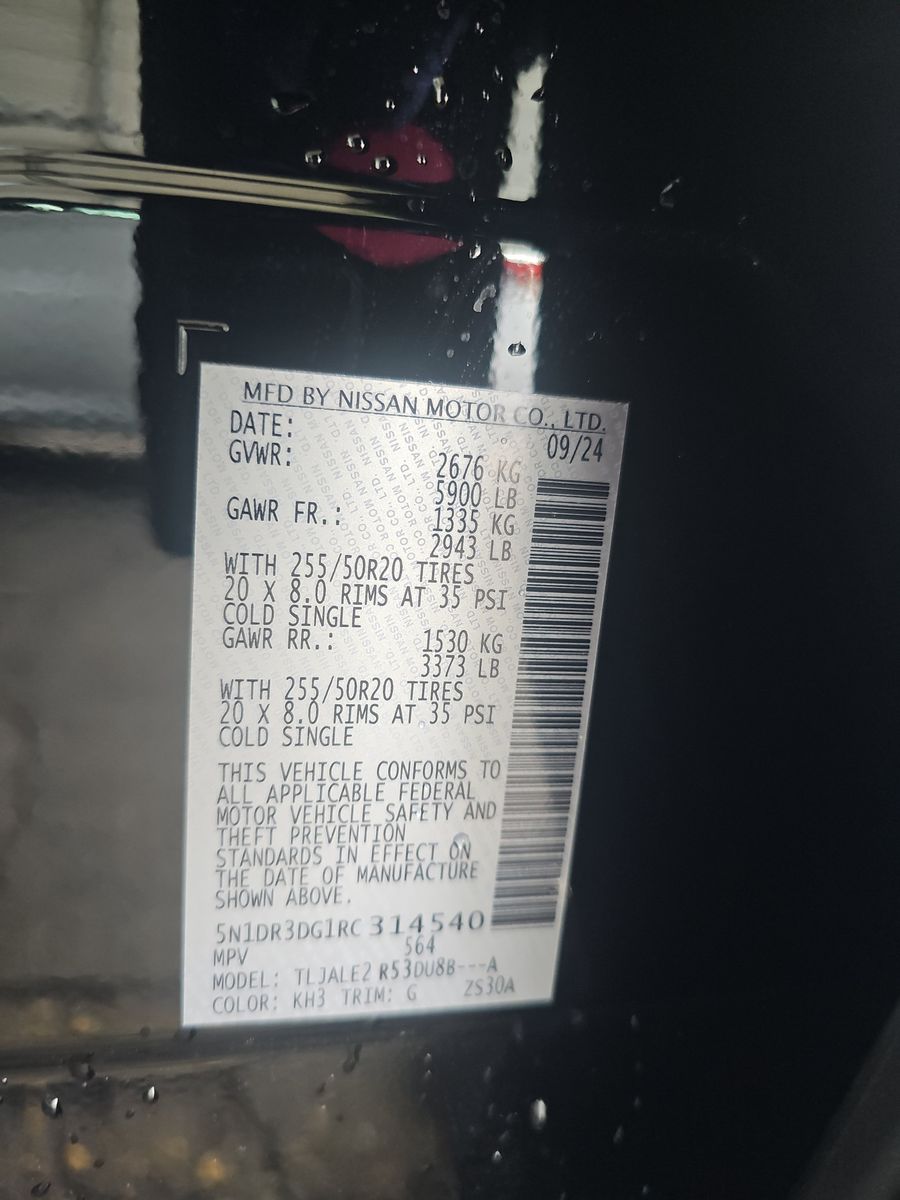 MFD BY NISSAN MOTOR CO., LTD.
DATE: 09/24
GVWR: 2676 KG
5900 LB
GAWR FR.: 1335 KG
2943 LB
WITH 255/50R20 TIRES
20 X 8.0 RIMS AT 35 PSI
COLD SINGLE
GAWR RR.: 1530 KG
3373 LB
WITH 255/50R20 TIRES
20 X 8.0 RIMS AT 35 PSI
COLD SINGLE
THIS VEHICLE CONFORMS TO
ALL APPLICABLE FEDERAL
MOTOR VEHICLE SAFETY AND
THEFT PREVENTION
STANDARDS IN EFFECT ON
THE DATE OF MANUFACTURE
SHOWN ABOVE.
5N1DR3DG1RC314540
MPV 564
MODEL: TLJALE2 R53DU8B---A
COLOR: KH3 TRIM: G ZS30A